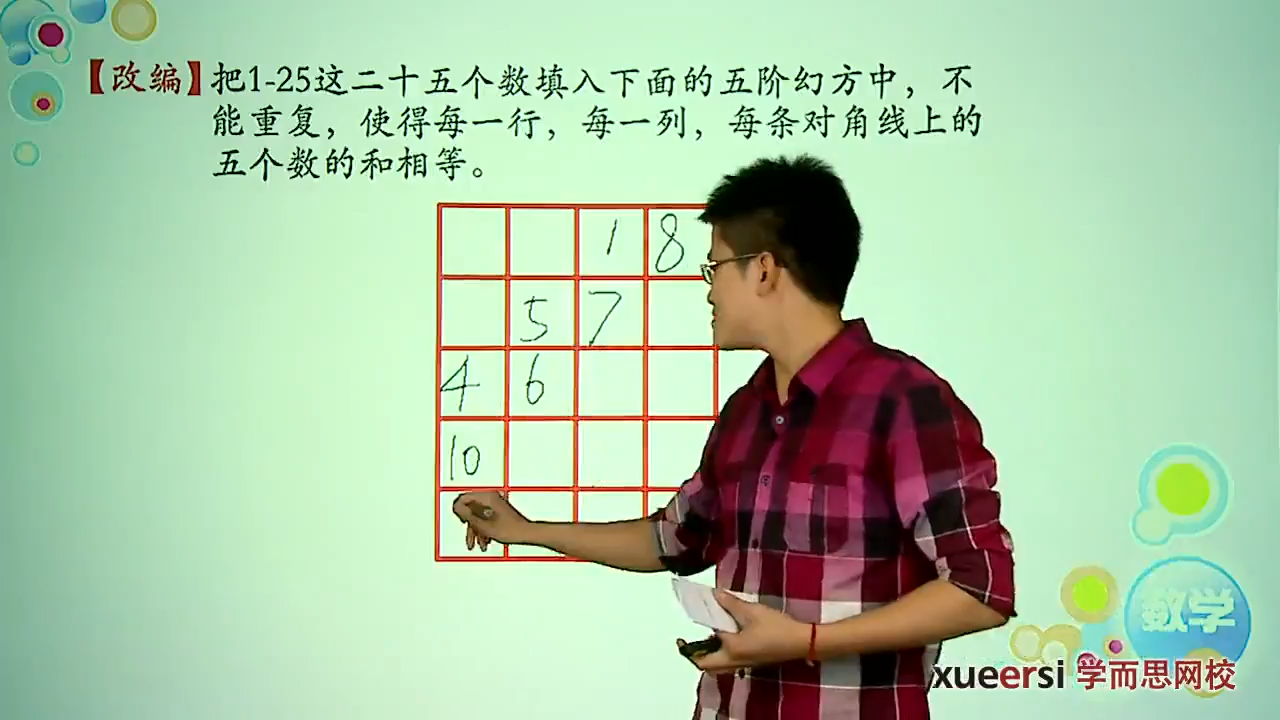 【改编】把1-25这二十五个数填入下面的五阶幻方中，不
能重复，使得每一行，每一列，每条对角线上的
五个数的和相等。
1 8
5 7
4 6
10
数学
xueersi 学而思网校